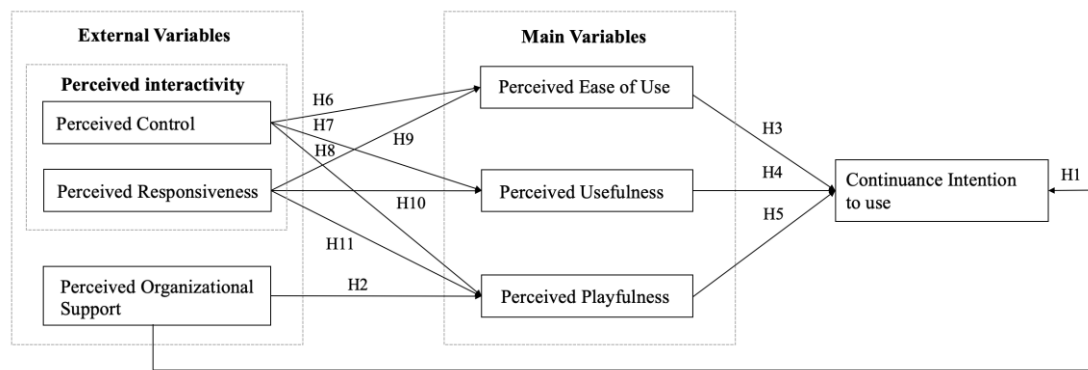 External Variables
Main Variables
Perceived interactivity
Perceived Control
Perceived Responsiveness
Perceived Organizational
Support
H6
H7
H8
H9
H10
H11
H2
Perceived Ease of Use
Perceived Usefulness
Perceived Playfulness
H3
H4
H5
Continuance Intention
to use
H1